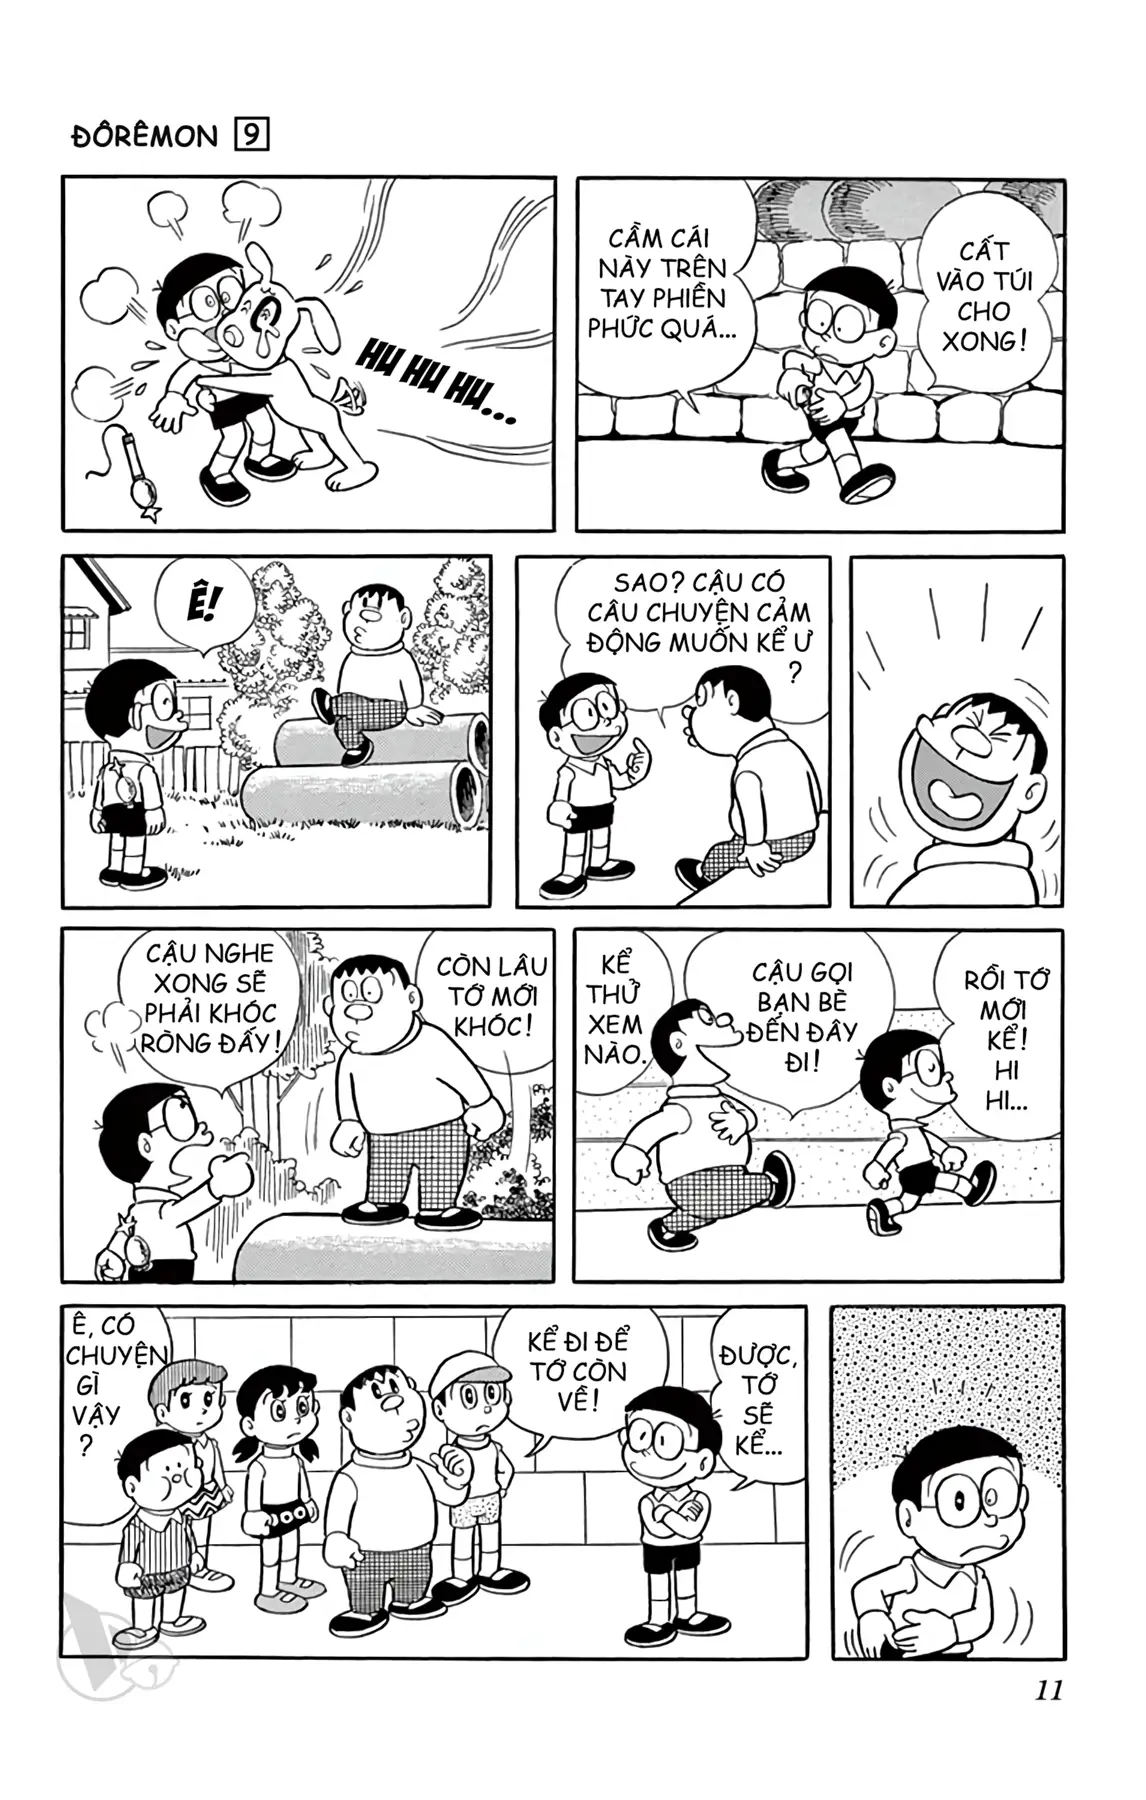 ĐÔRÊMON 9
HU HU HU...
CẦM CÁI
NÀY TRÊN
TAY PHIỀN
PHỨC QUÁ...
CẤT
VÀO TÚI
CHO
XONG!
Ê!
SAO? CẬU CÓ
CÂU CHUYỆN CẢM
ĐỘNG MUỐN KỂ Ư
?
CẬU NGHE
XONG SẼ
PHẢI KHÓC
RÒNG ĐẤY!
CÒN LÂU
TỚ MỚI
KHÓC!
KỂ
THỬ
XEM
NÀO.
CẬU GỌI
BẠN BÈ
ĐẾN ĐÂY
ĐI!
RỒI TỚ
MỚI
KỂ!
HI
HI...
Ê, CÓ
CHUYỆN
GÌ
VẬY
?
KỂ ĐI ĐỂ
TỚ CÒN
VỀ!
ĐƯỢC,
TỚ
SẼ
KỂ...
11